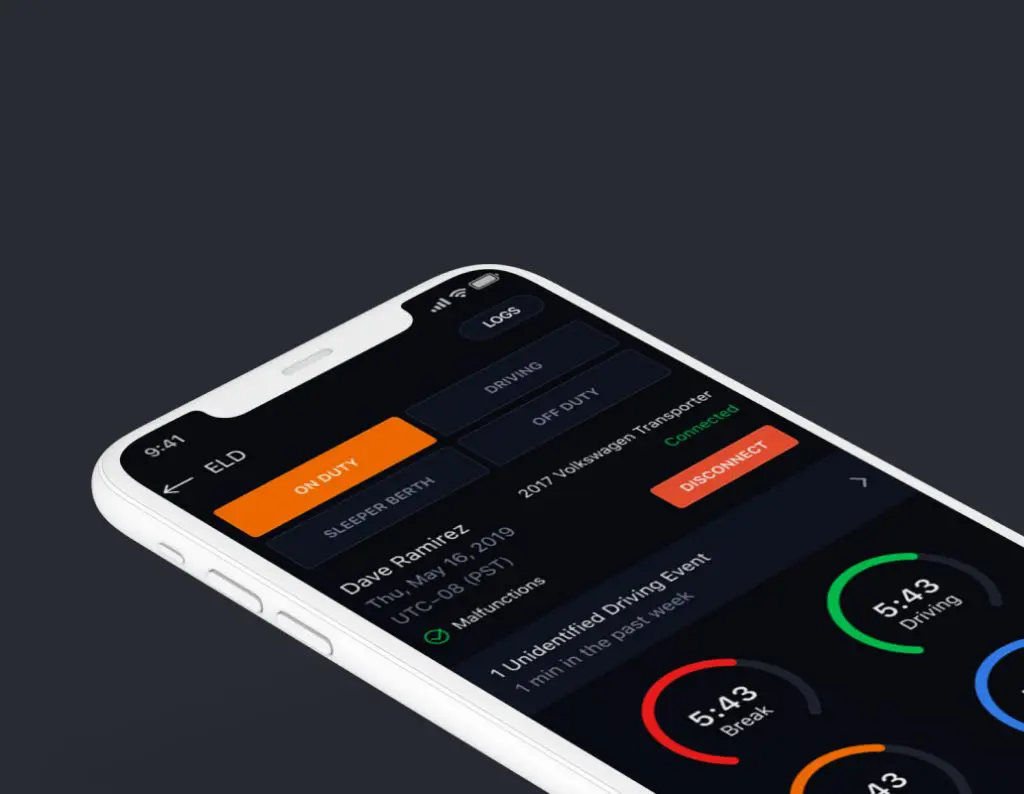 9:41
ELD
LOGS
ON DUTY
DRIVING
SLEEPER BERTH
OFF DUTY
Dave Ramirez
Thu, May 16, 2019
UTC-08 (PST)
Malfunctions
2017 Volkswagen Transporter
Connected
DISCONNECT
1 Unidentified Driving Event
1 min in the past week
5:43
Break
5:43
Driving
43